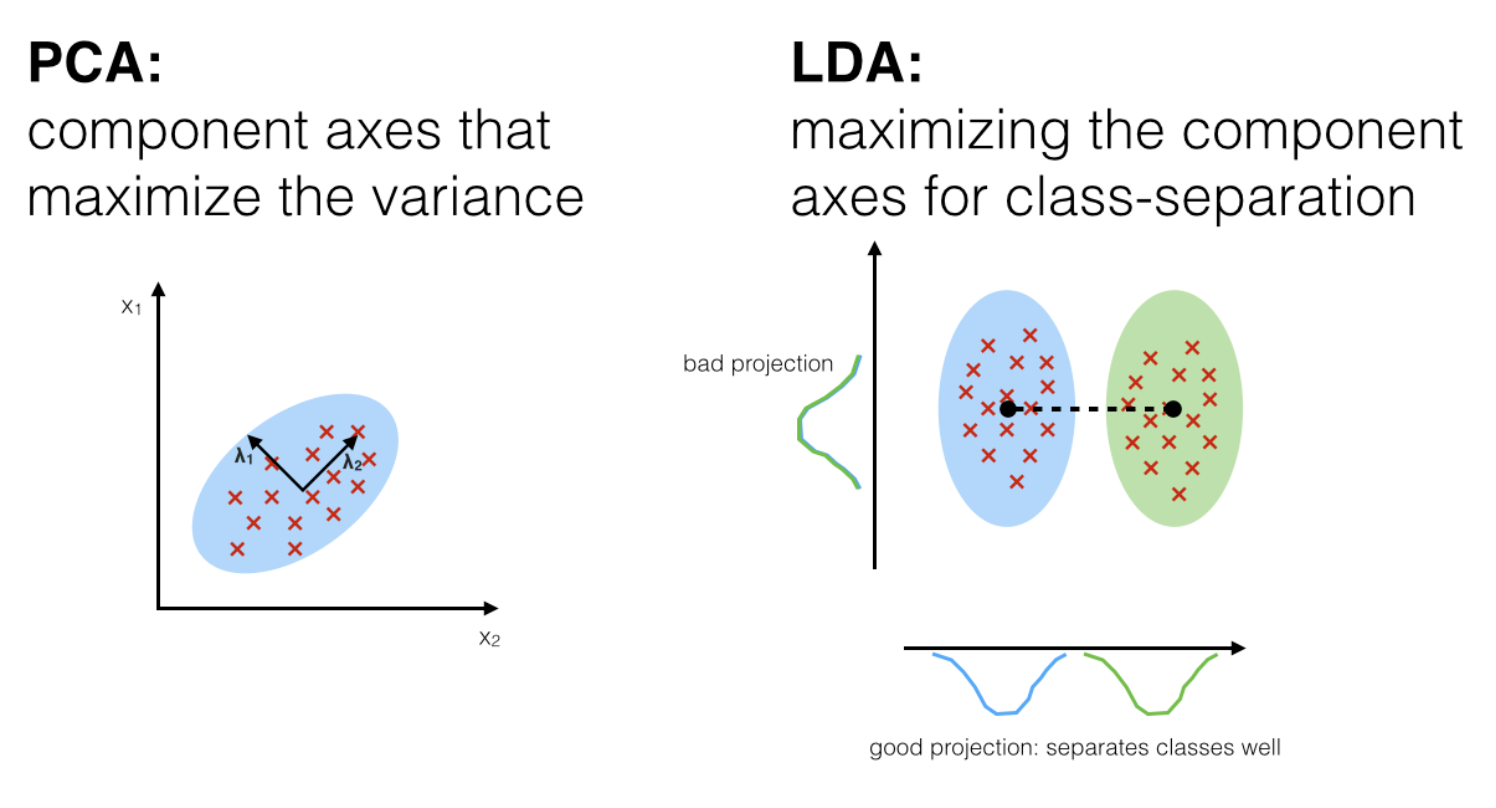 PCA:
component axes that
maximize the variance
LDA:
maximizing the component
axes for class-separation
x1
λ1
λ2
x2
bad projection
good projection: separates classes well